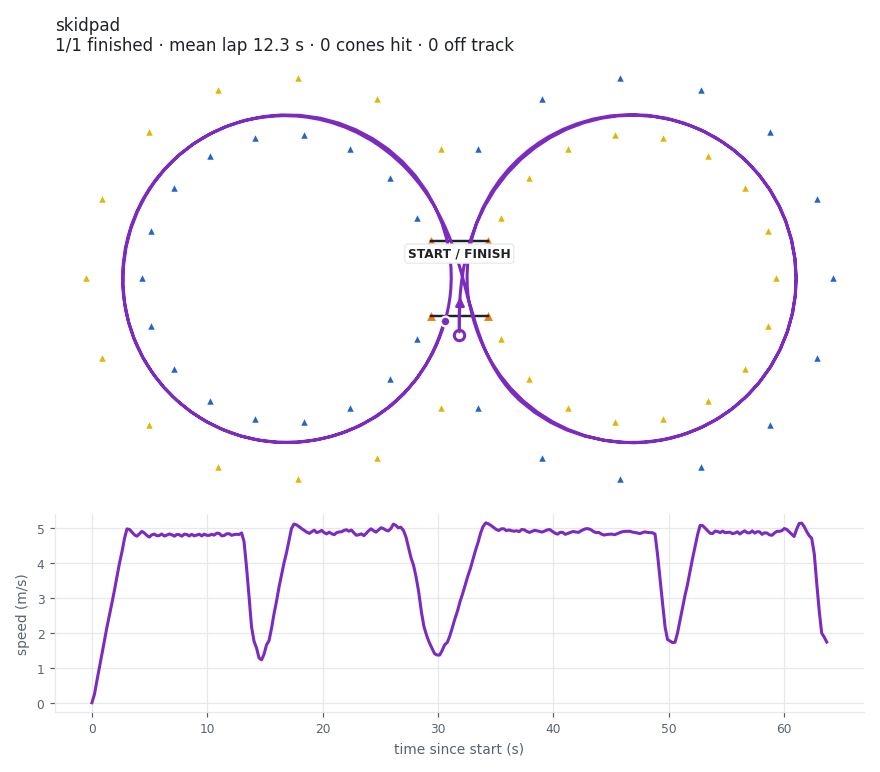 skidpad
1/1 finished · mean lap 12.3 s · 0 cones hit · 0 off track
START / FINISH
5
4
3
2
1
0
speed (m/s)
0 10 20 30 40 50 60
time since start (s)